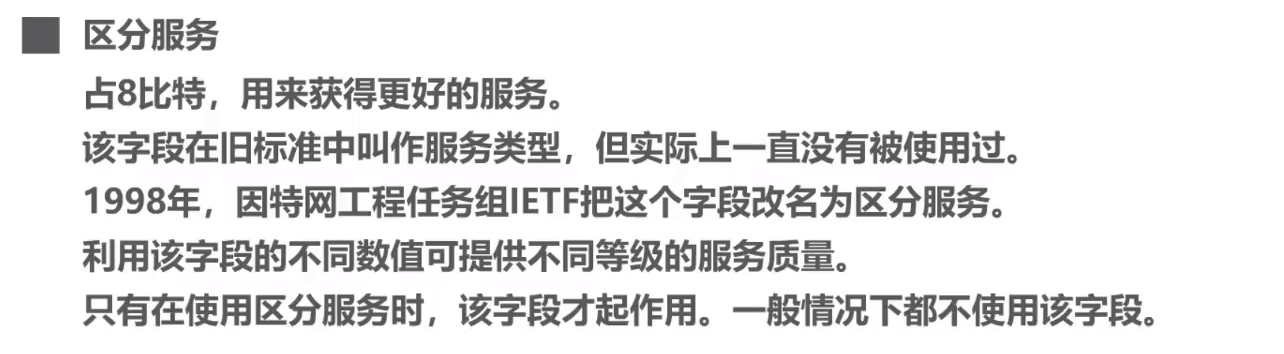 区分服务
占8比特，用来获得更好的服务。
该字段在旧标准中叫作服务类型，但实际上一直没有被使用过。
1998年，因特网工程任务组IETF把这个字段改名为区分服务。
利用该字段的不同数值可提供不同等级的服务质量。
只有在使用区分服务时，该字段才起作用。一般情况下都不使用该字段。